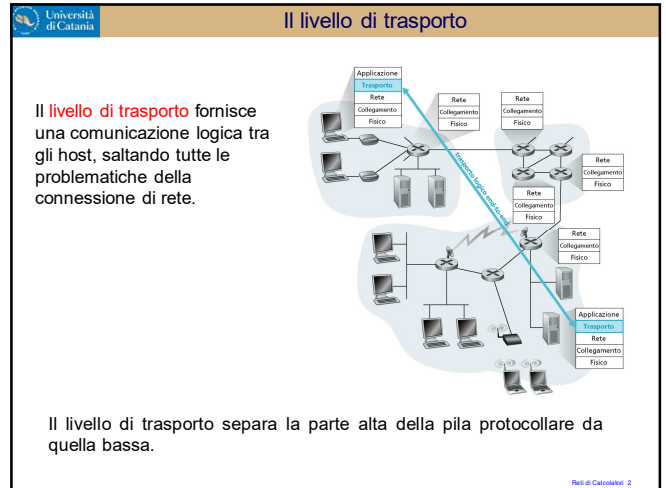 Università
di Catania
Il livello di trasporto
Il livello di trasporto fornisce
una comunicazione logica tra
gli host, saltando tutte le
problematiche della
connessione di rete.
Applicazione
Trasporto
Rete
Collegamento
Fisico
Rete
Collegamento
Fisico
Rete
Collegamento
Fisico
Rete
Collegamento
Fisico
trasporto logico end-to-end
Rete
Collegamento
Fisico
Rete
Collegamento
Fisico
Applicazione
Trasporto
Rete
Collegamento
Fisico
Il livello di trasporto separa la parte alta della pila protocollare da
quella bassa.
Reti di Calcolatori 2